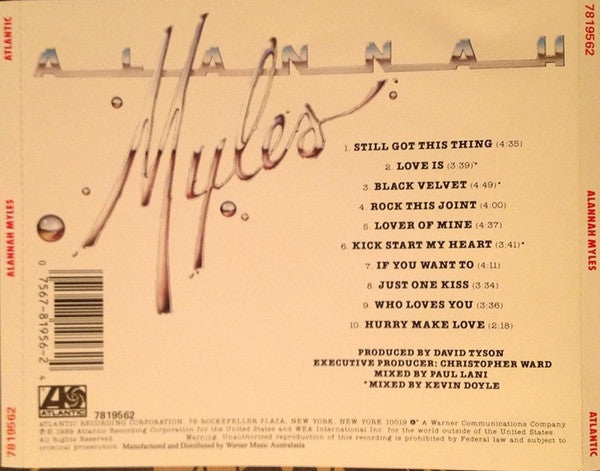 ALANNAH
Myles
1. STILL GOT THIS THING (4:35)
2. LOVE IS (3:39)*
3. BLACK VELVET (4:49)*
4. ROCK THIS JOINT (4:00)
5. LOVER OF MINE (4:37)
6. KICK START MY HEART (3:41)*
7. IF YOU WANT TO (4:11)
8. JUST ONE KISS (3:34)
9. WHO LOVES YOU (3:36)
10. HURRY MAKE LOVE (2:18)
PRODUCED BY DAVID TYSON
EXECUTIVE PRODUCER: CHRISTOPHER WARD
MIXED BY PAUL LANI
*MIXED BY KEVIN DOYLE
0 7567-81956-2 4
ATLANTIC
7819562
ATLANTIC RECORDING CORPORATION, 75 ROCKEFELLER PLAZA, NEW YORK, NEW YORK 10019 A Warner Communications Company
℗ © 1989 Atlantic Recording Corporation for the United States and WEA International Inc. for the world outside of the United States.
All Rights Reserved. Warning: Unauthorized reproduction of this recording is prohibited by Federal law and subject to
criminal prosecution. Manufactured and Distributed by Warner Music Australia
ATLANTIC
ALANNAH MYLES
7819562
7819562
ALANNAH MYLES
ATLANTIC